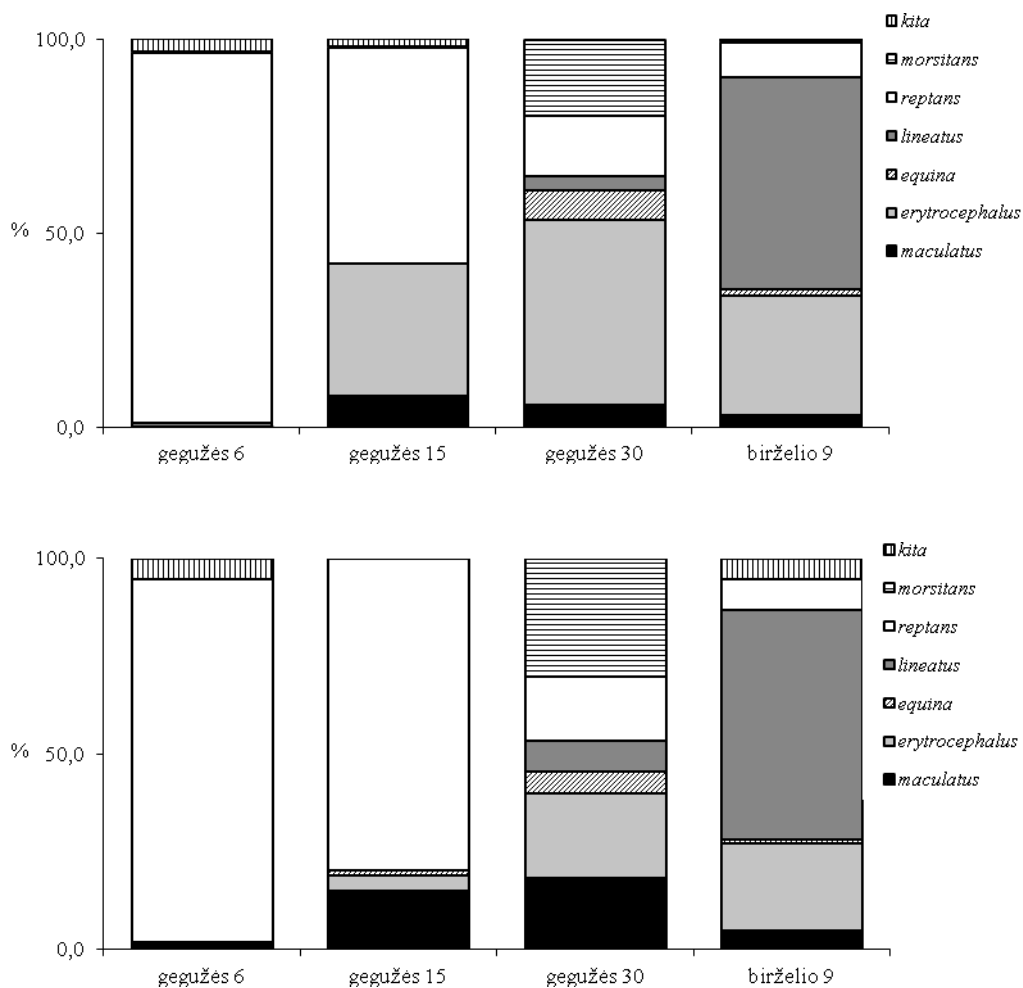 100,0
50,0
0,0
%
gegužės 6
gegužės 15
gegužės 30
birželio 9
kita
morsitans
reptans
lineatus
equina
erytrocephalus
maculatus
100,0
50,0
0,0
%
gegužės 6
gegužės 15
gegužės 30
birželio 9
kita
morsitans
reptans
lineatus
equina
erytrocephalus
maculatus